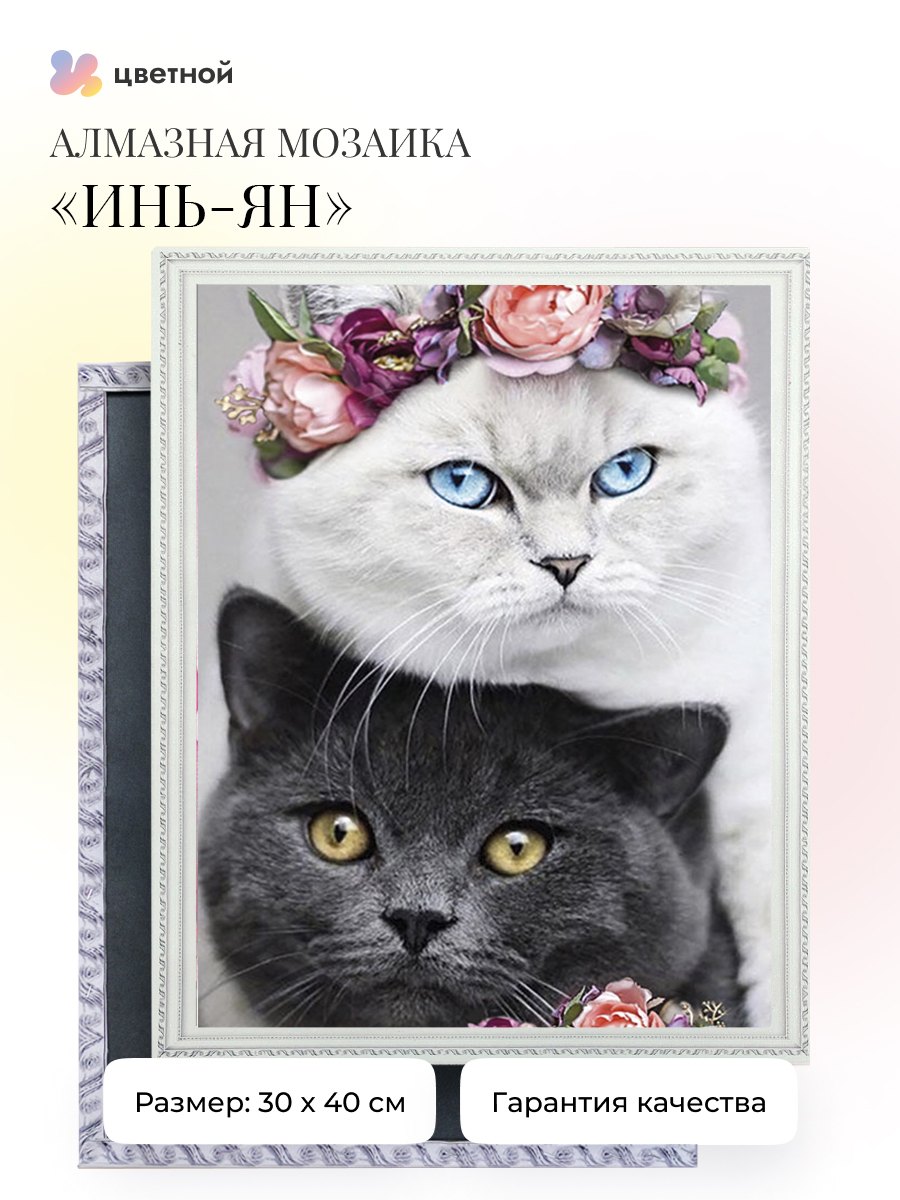 цветной
АЛМАЗНАЯ МОЗАИКА
«ИНЬ-ЯН»
Размер: 30 x 40 см
Гарантия качества